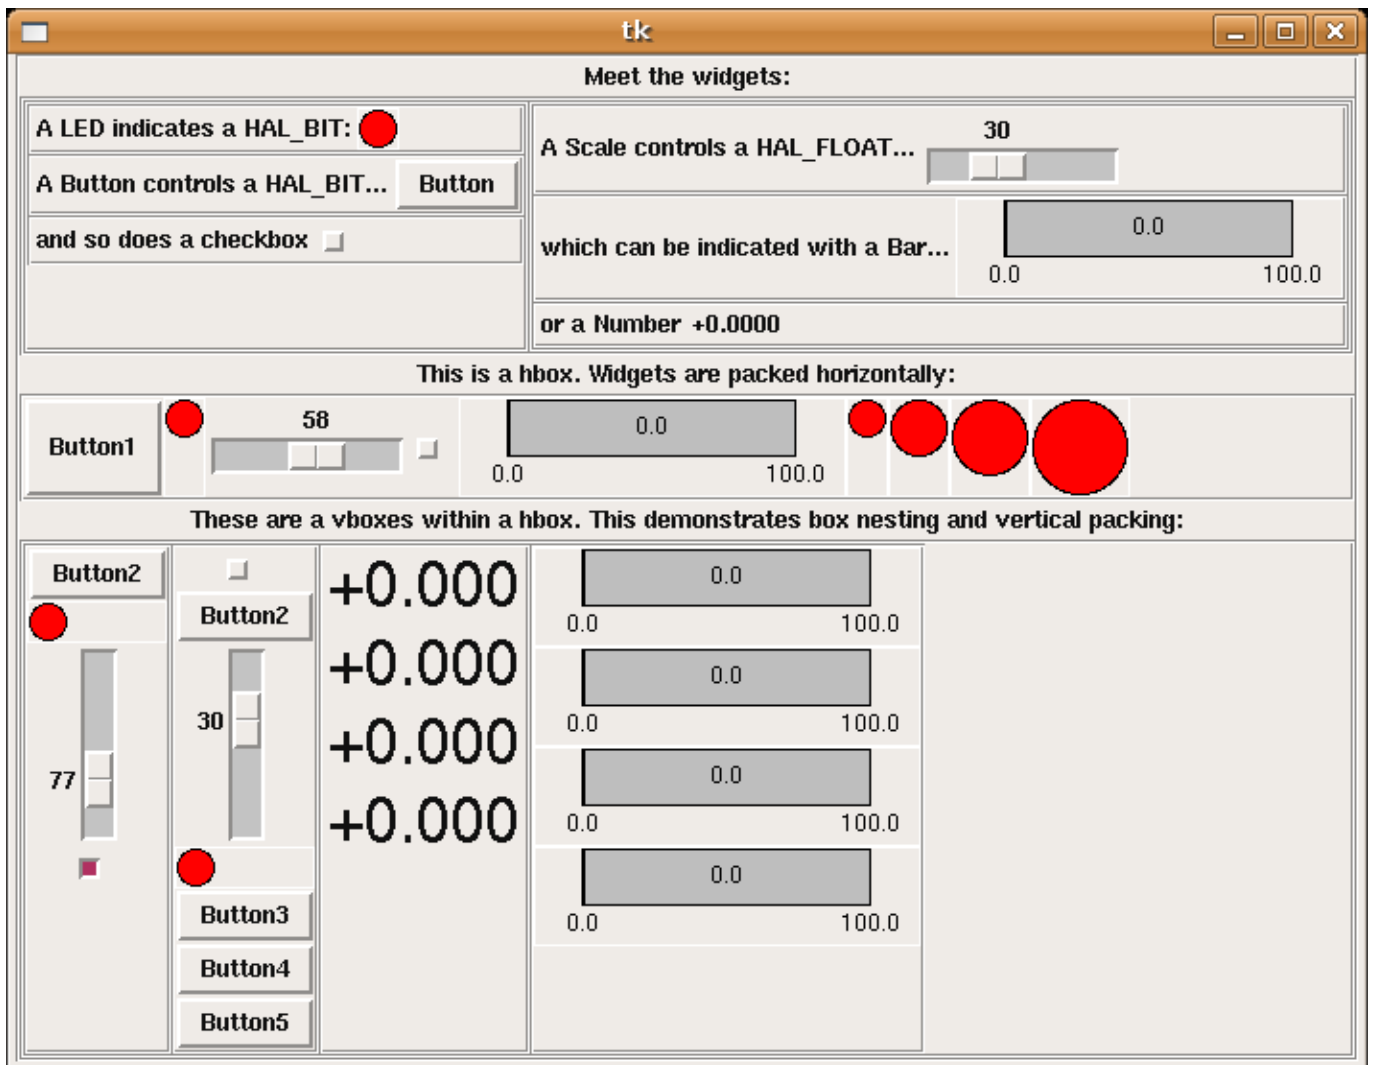 tk
Meet the widgets:
A LED indicates a HAL_BIT:
A Button controls a HAL_BIT... Button
and so does a checkbox
A Scale controls a HAL_FLOAT... 30
which can be indicated with a Bar... 0.0
0.0 100.0
or a Number +0.0000
This is a hbox. Widgets are packed horizontally:
Button1 58 0.0
0.0 100.0
These are a vboxes within a hbox. This demonstrates box nesting and vertical packing:
Button2
77
Button2
30
Button3
Button4
Button5
+0.000
+0.000
+0.000
+0.000
0.0
0.0 100.0
0.0
0.0 100.0
0.0
0.0 100.0
0.0
0.0 100.0